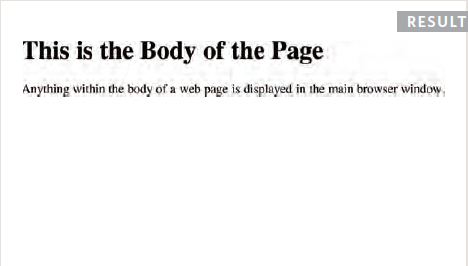 RESULT
This is the Body of the Page
Anything within the body of a web page is displayed in the main browser window.